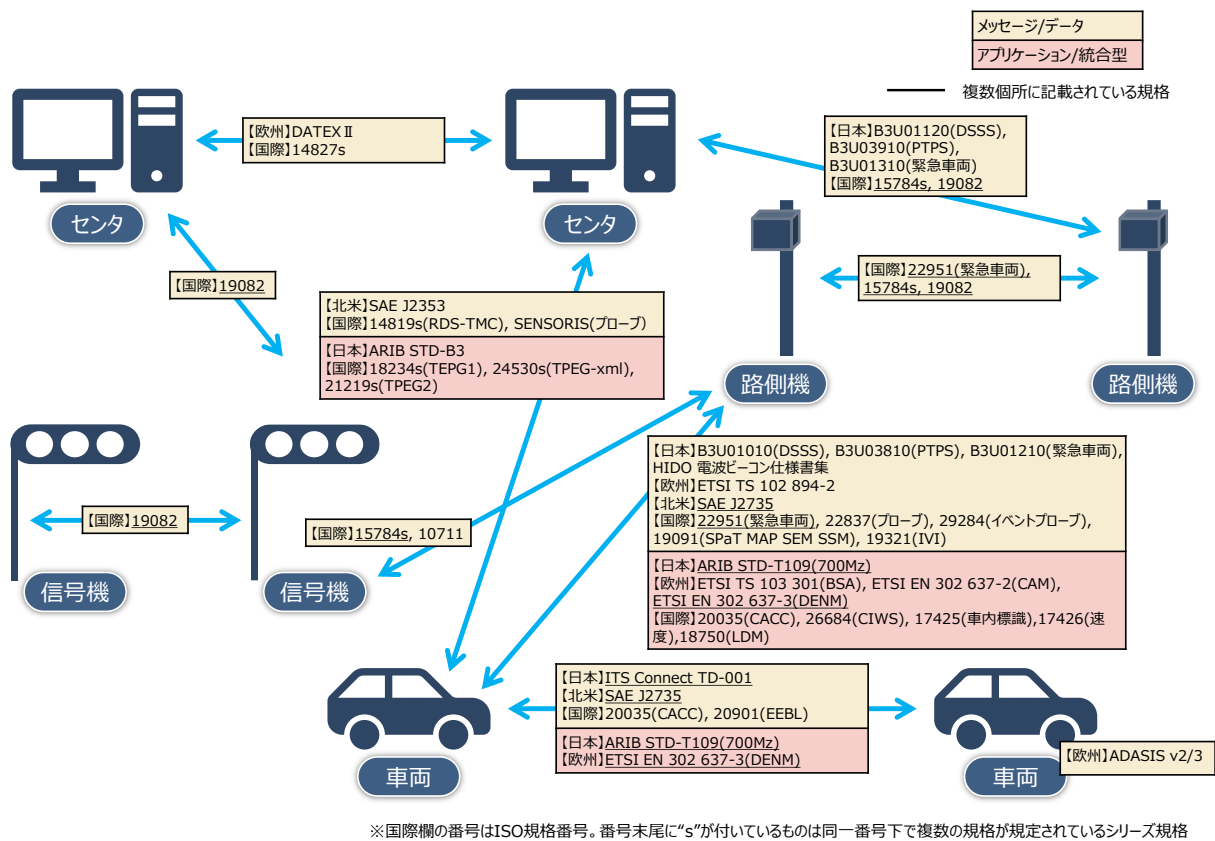 メッセージ/データ
アプリケーション/統合型
複数個所に記載されている規格
【欧州】DATEXⅡ
【国際】14827s
【日本】B3U01120(DSSS),
B3U03910(PTPS),
B3U01310(緊急車両)
【国際】15784s, 19082
センタ
センタ
【国際】19082
【国際】22951(緊急車両),
15784s, 19082
【北米】SAE J2353
【国際】14819s(RDS-TMC), SENSORIS(プローブ)
【日本】ARIB STD-B3
【国際】18234s(TEPG1), 24530s(TPEG-xml),
21219s(TPEG2)
路側機
路側機
【日本】B3U01010(DSSS), B3U03810(PTPS), B3U01210(緊急車両),
HIDO 電波ビーコン仕様書集
【欧州】ETSI TS 102 894-2
【北米】SAE J2735
【国際】22951(緊急車両), 22837(プローブ), 29284(イベントプローブ),
19091(SPaT MAP SEM SSM), 19321(IVI)
【日本】ARIB STD-T109(700Mz)
【欧州】ETSI TS 103 301(BSA), ETSI EN 302 637-2(CAM),
ETSI EN 302 637-3(DENM)
【国際】20035(CACC), 26684(CIWS), 17425(車内標識),17426(速
度),18750(LDM)
【国際】19082
【国際】15784s, 10711
信号機
信号機
【日本】ITS Connect TD-001
【北米】SAE J2735
【国際】20035(CACC), 20901(EEBL)
【日本】ARIB STD-T109(700Mz)
【欧州】ETSI EN 302 637-3(DENM)
車両
車両
【欧州】ADASIS v2/3
※国際欄の番号はISO規格番号。番号末尾に“s”が付いているものは同一番号下で複数の規格が規定されているシリーズ規格